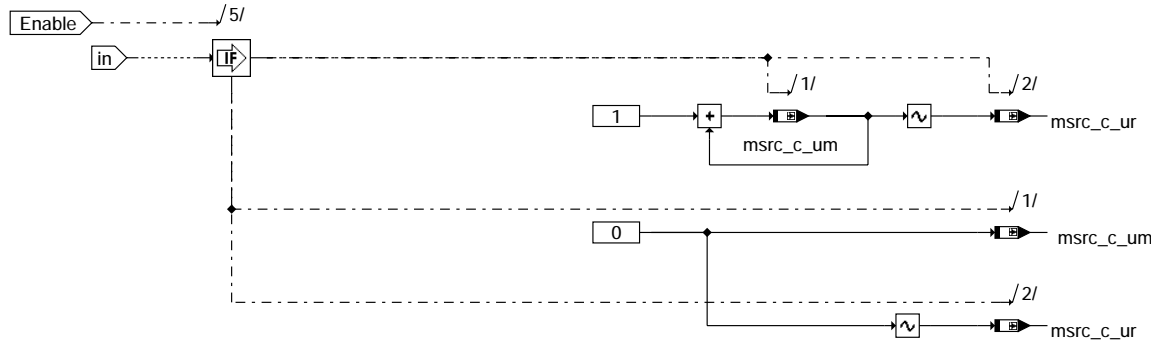 Enable
/5/
in
IF
/1/
/2/
1
+
msrc_c_um
msrc_c_ur
/1/
0
msrc_c_um
/2/
msrc_c_ur